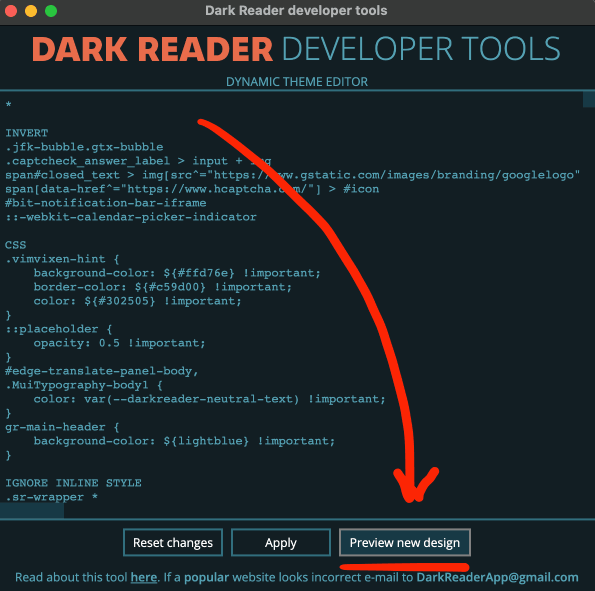 Dark Reader developer tools
DARK READER DEVELOPER TOOLS
DYNAMIC THEME EDITOR
*
INVERT
.jfk-bubble.gtx-bubble
.captcheck_answer_label > input + img
span#closed_text > img[src^="https://www.gstatic.com/images/branding/googlelogo"
span[data-href^="https://www.hcaptcha.com/"] > #icon
#bit-notification-bar-iframe
::-webkit-calendar-picker-indicator
CSS
.vimvixen-hint {
    background-color: ${#ffd76e} !important;
    border-color: ${#c59d00} !important;
    color: ${#302505} !important;
}
::placeholder {
    opacity: 0.5 !important;
}
#edge-translate-panel-body,
.MuiTypography-body1 {
    color: var(--darkreader-neutral-text) !important;
}
gr-main-header {
    background-color: ${lightblue} !important;
}
IGNORE INLINE STYLE
.sr-wrapper *
Reset changes Apply Preview new design
Read about this tool here. If a popular website looks incorrect e-mail to DarkReaderApp@gmail.com